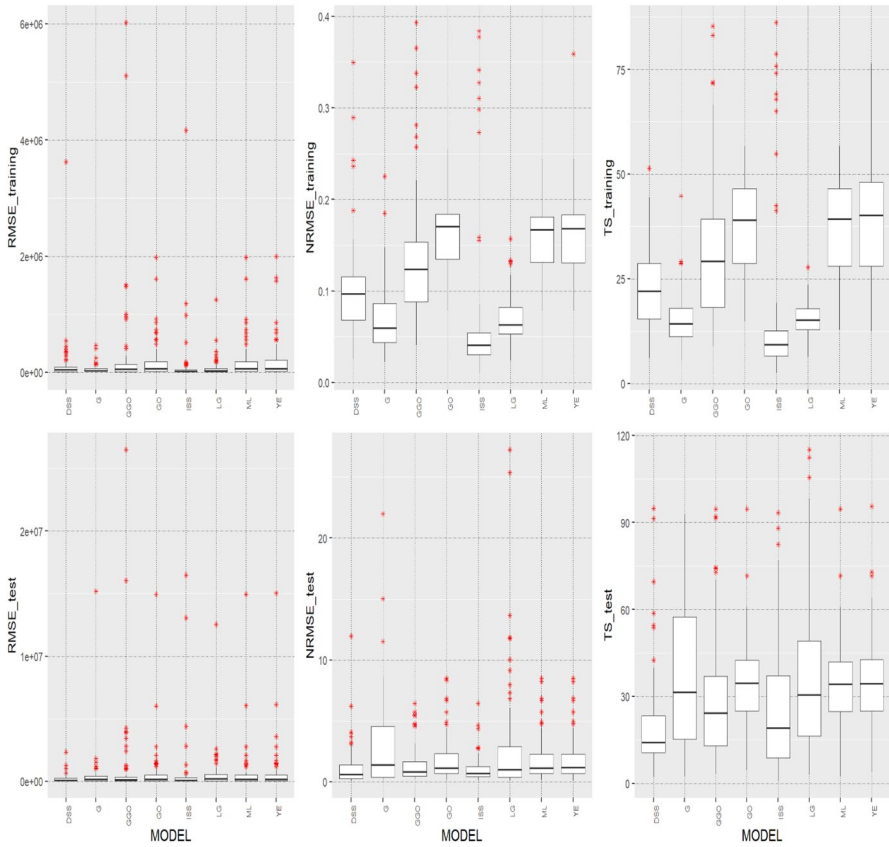 RMSE_training
6e+06
4e+06
2e+06
0e+00
DSS
G
GGO
GO
ISS
LG
ML
YE
NRMSE_training
0.4
0.3
0.2
0.1
0.0
DSS
G
GGO
GO
ISS
LG
ML
YE
TS_training
75
50
25
0
DSS
G
GGO
GO
ISS
LG
ML
YE
RMSE_test
2e+07
1e+07
0e+00
DSS
G
GGO
GO
ISS
LG
ML
YE
MODEL
NRMSE_test
20
10
0
DSS
G
GGO
GO
ISS
LG
ML
YE
MODEL
TS_test
120
90
60
30
0
DSS
G
GGO
GO
ISS
LG
ML
YE
MODEL